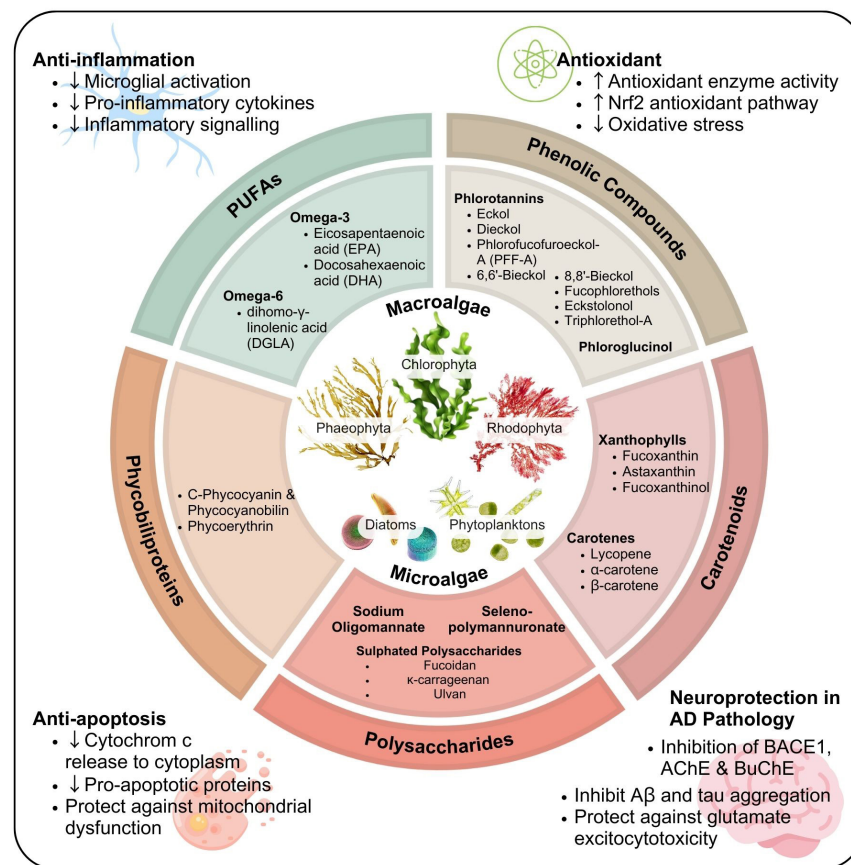 Anti-inflammation
• ↓ Microglial activation
• ↓ Pro-inflammatory cytokines
• ↓ Inflammatory signalling
Antioxidant
• ↑ Antioxidant enzyme activity
• ↑ Nrf2 antioxidant pathway
• ↓ Oxidative stress
PUFAs
Omega-3
• Eicosapentaenoic
acid (EPA)
• Docosahexaenoic
acid (DHA)
Omega-6
• dihomo-γ-
linolenic acid
(DGLA)
Phenolic Compounds
Phlorotannins
• Eckol
• Dieckol
• Phlorofucofuroeckol-
A (PFF-A)
• 6,6'-Bieckol
• 8,8'-Bieckol
• Fucophlorethols
• Eckstolonol
• Triphlorethol-A
Phloroglucinol
Macroalgae
Chlorophyta
Phaeophyta
Rhodophyta
Diatoms
Phytoplanktons
Microalgae
Phycobiliproteins
• C-Phycocyanin &
Phycocyanobilin
• Phycoerythrin
Carotenoids
Xanthophylls
• Fucoxanthin
• Astaxanthin
• Fucoxanthinol
Carotenes
• Lycopene
• α-carotene
• β-carotene
Sodium
Oligomannate
Seleno-
polymannuronate
Sulphated Polysaccharides
• Fucoidan
• κ-carrageenan
• Ulvan
Polysaccharides
Anti-apoptosis
• ↓ Cytochrom c
release to cytoplasm
• ↓ Pro-apoptotic proteins
• Protect against mitochondrial
dysfunction
Neuroprotection in
AD Pathology
• Inhibition of BACE1,
AChE & BuChE
• Inhibit Aβ and tau aggregation
• Protect against glutamate
excitocytotoxicity